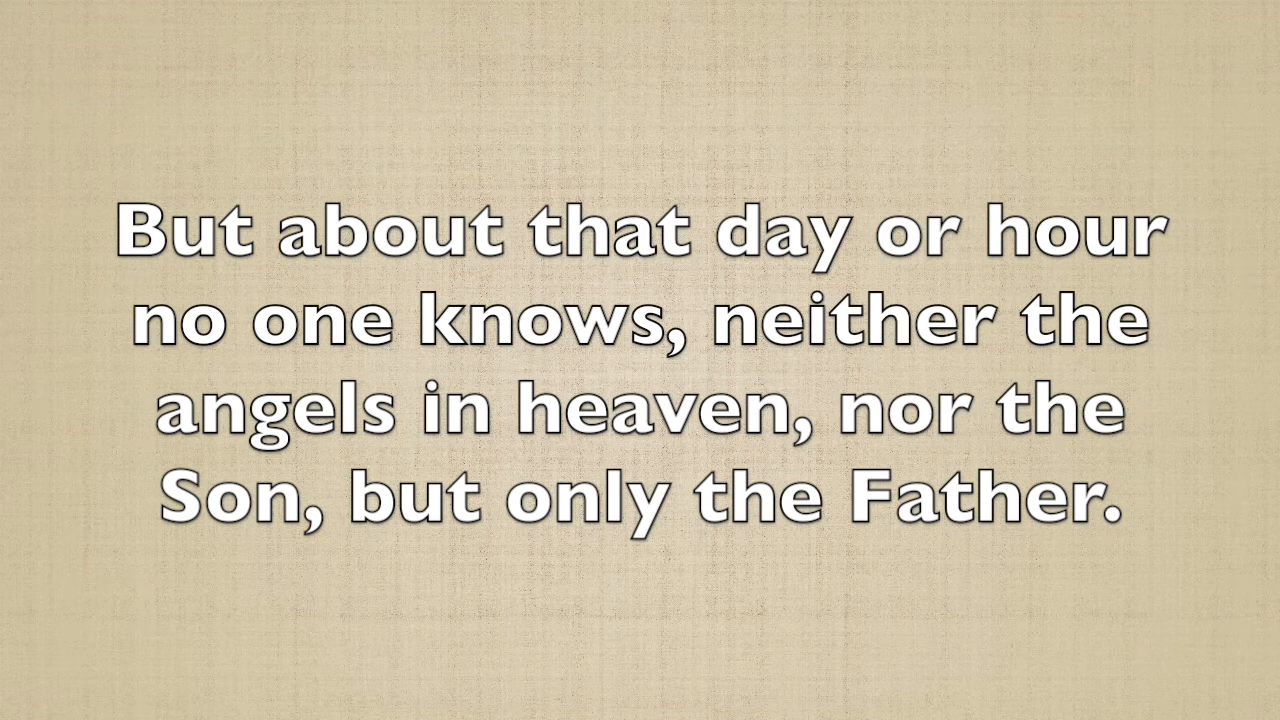 But about that day or hour
no one knows, neither the
angels in heaven, nor the
Son, but only the Father.